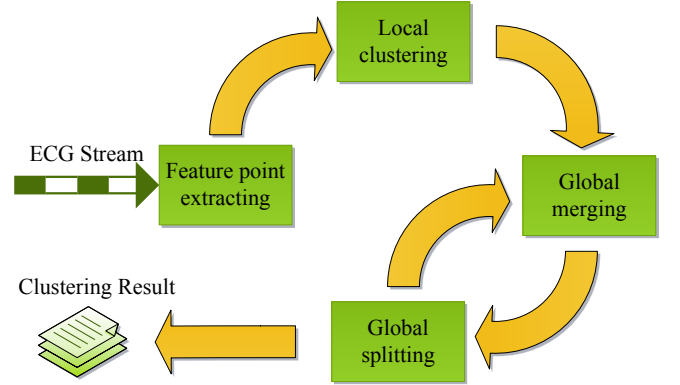 Local
clustering
ECG Stream
Feature point
extracting
Global
merging
Clustering Result
Global
splitting